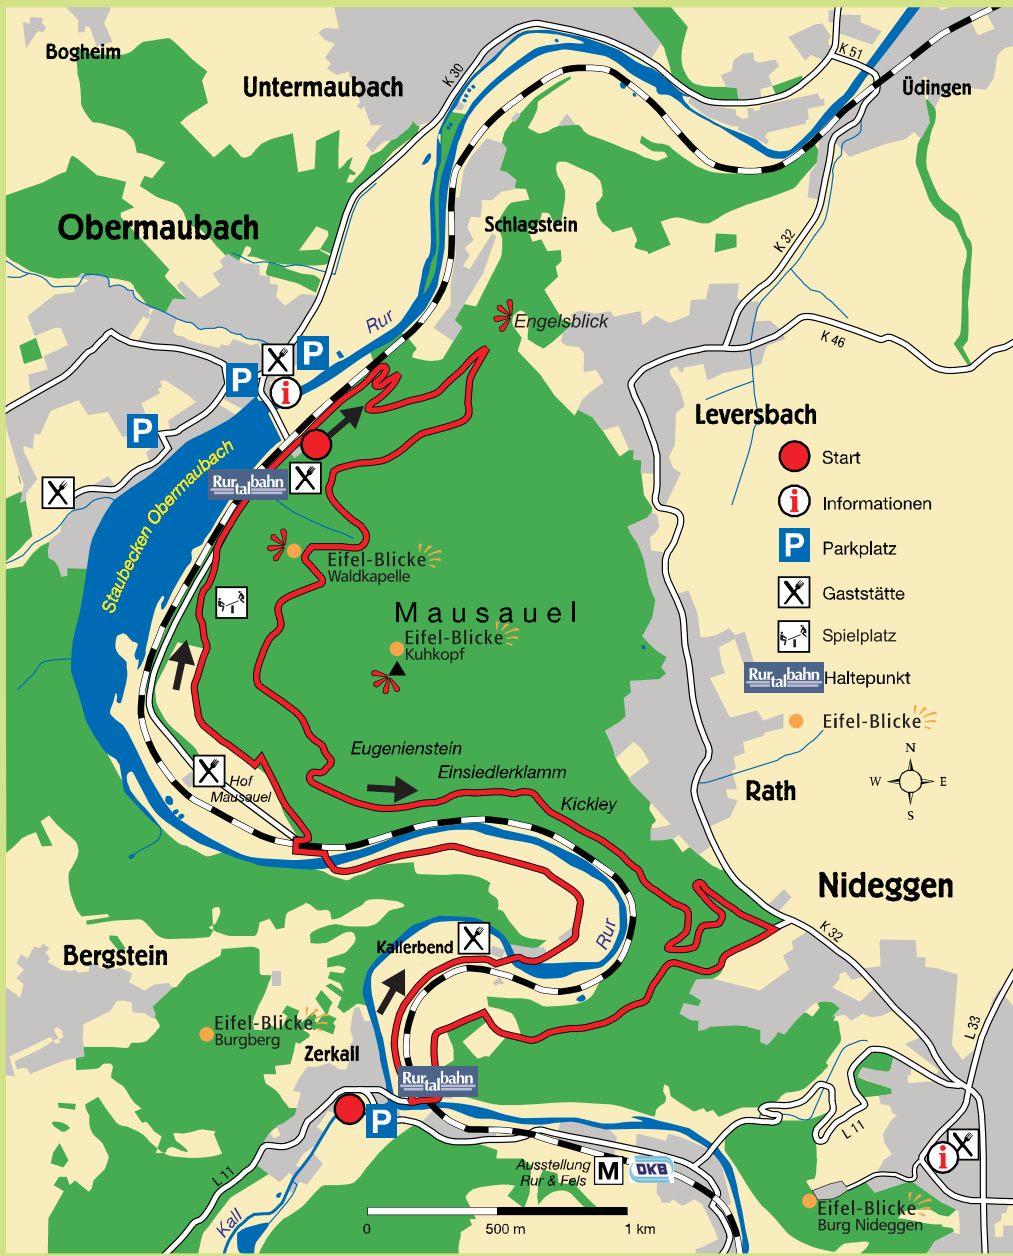 Bogheim
Untermaubach
K 30
K 51
Üdingen
Obermaubach
Schlagstein
K 32
Rur
Engelsblick
K 46
P
P
i
P
Leversbach
Start
i Informationen
P Parkplatz
Gaststätte
Spielplatz
Rurtalbahn Haltepunkt
Eifel-Blicke
N
W E
S
Staubecken Obermaubach
Rurtalbahn
Eifel-Blicke
Waldkapelle
Mausauel
Eifel-Blicke
Kuhkopf
Eugenienstein
Einsiedlerklamm
Kickley
Hof
Mausauel
Rath
Nideggen
K 32
Rur
Kallerbend
Bergstein
Eifel-Blicke
Burgberg
Zerkall
Rurtalbahn
P
L 33
L 11
L 11
i
Ausstellung
Rur & Fels
M
DKB
Kall
Eifel-Blicke
Burg Nideggen
0 500 m 1 km